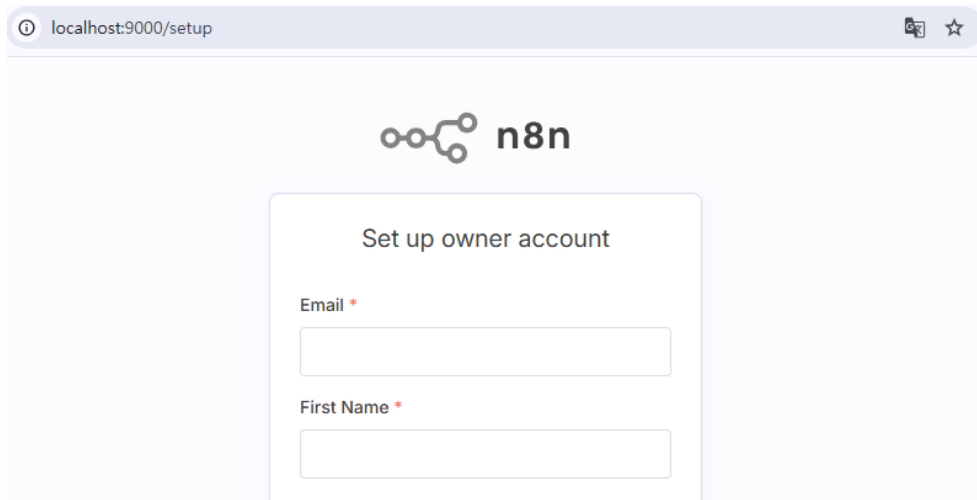 localhost:9000/setup
n8n
Set up owner account
Email *
First Name *